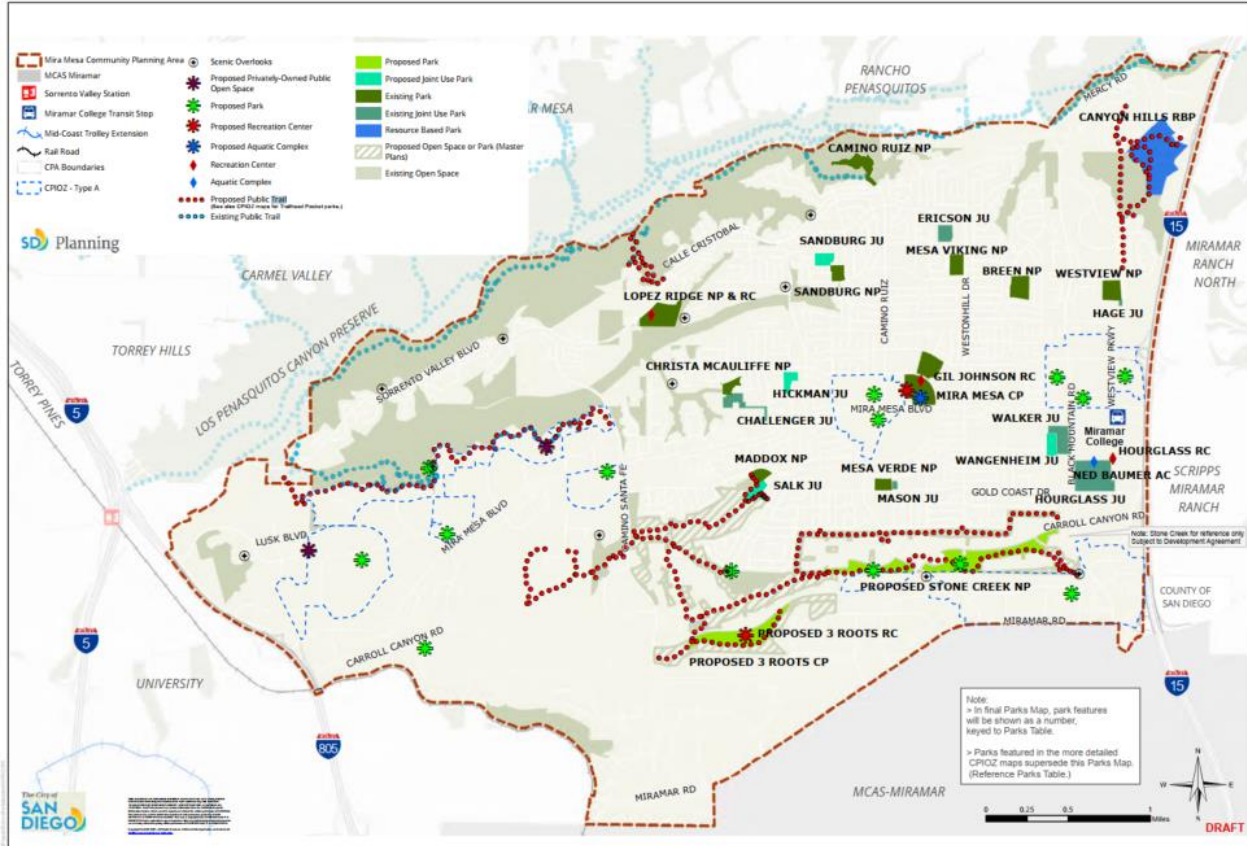 Mira Mesa Community Planning Area
MCAS Miramar
Sorrento Valley Station
Miramar College Transit Stop
Mid-Coast Trolley Extension
Rail Road
CPA Boundaries
CPIOZ - Type A
Scenic Overlooks
Proposed Privately-Owned Public
Open Space
Proposed Park
Proposed Recreation Center
Proposed Aquatic Complex
Recreation Center
Aquatic Complex
Proposed Public Trail
(See also CPIOZ maps for Trailhead Pocket parks.)
Existing Public Trail
Proposed Park
Proposed Joint Use Park
Existing Park
Existing Joint Use Park
Resource Based Park
Proposed Open Space or Park (Master
Plans)
Existing Open Space
SD Planning
R MESA
RANCHO
PENASQUITOS
MERCY RD
CANYON HILLS RBP
CAMINO RUIZ NP
15
MIRAMAR
RANCH
NORTH
CARMEL VALLEY
CALLE CRISTOBAL
ERICSON JU
SANDBURG JU
MESA VIKING NP
BREEN NP
WESTVIEW NP
SANDBURG NP
HAGE JU
LOPEZ RIDGE NP & RC
CAMINO RUIZ
WESTONHILL DR
TORREY HILLS
LOS PENASQUITOS CANYON PRESERVE
SORRENTO VALLEY BLVD
TORREY PINES
5
CHRISTA MCAULIFFE NP
HICKMAN JU
CHALLENGER JU
GIL JOHNSON RC
MIRA MESA CP
MIRA MESA BLVD
WESTVIEW PKWY
BLACK MOUNTAIN RD
WALKER JU
Miramar
College
HOURGLASS RC
WANGENHEIM JU
NED BAUMER AC
HOURGLASS JU
SCRIPPS
MIRAMAR
RANCH
MADDOX NP
SALK JU
MESA VERDE NP
MASON JU
GOLD COAST DR
CARROLL CANYON RD
Note: Stone Creek for reference only
Subject to Development Agreement
CAMINO SANTA FE
MIRA MESA BLVD
LUSK BLVD
PROPOSED STONE CREEK NP
COUNTY OF
SAN DIEGO
MIRAMAR RD
PROPOSED 3 ROOTS RC
PROPOSED 3 ROOTS CP
CARROLL CANYON RD
5
UNIVERSITY
805
15
Note:
> In final Parks Map, park features
will be shown as a number,
keyed to Parks Table.
> Parks featured in the more detailed
CPIOZ maps supersede this Parks Map.
(Reference Parks Table.)
MIRAMAR RD
MCAS-MIRAMAR
N
W
E
S
0 0.5 1
Miles
DRAFT
The City of
SAN
DIEGO